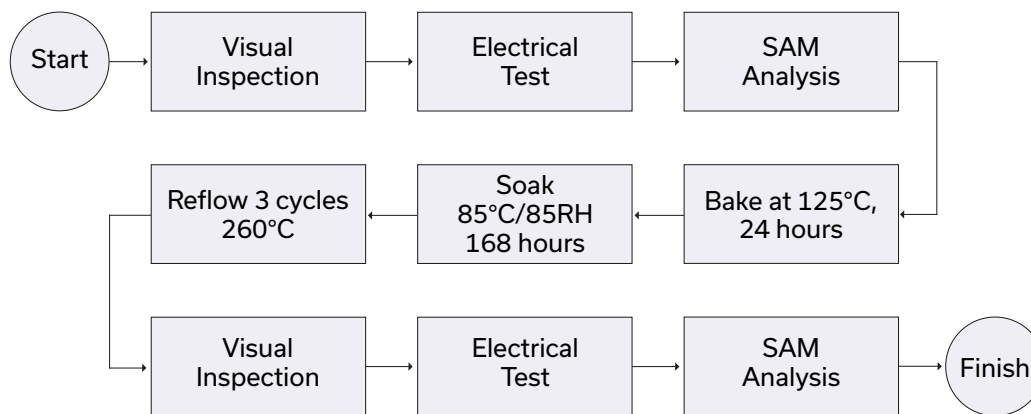 Start
Visual
Inspection
Electrical
Test
SAM
Analysis
Bake at 125°C,
24 hours
Soak
85°C/85RH
168 hours
Reflow 3 cycles
260°C
Visual
Inspection
Electrical
Test
SAM
Analysis
Finish